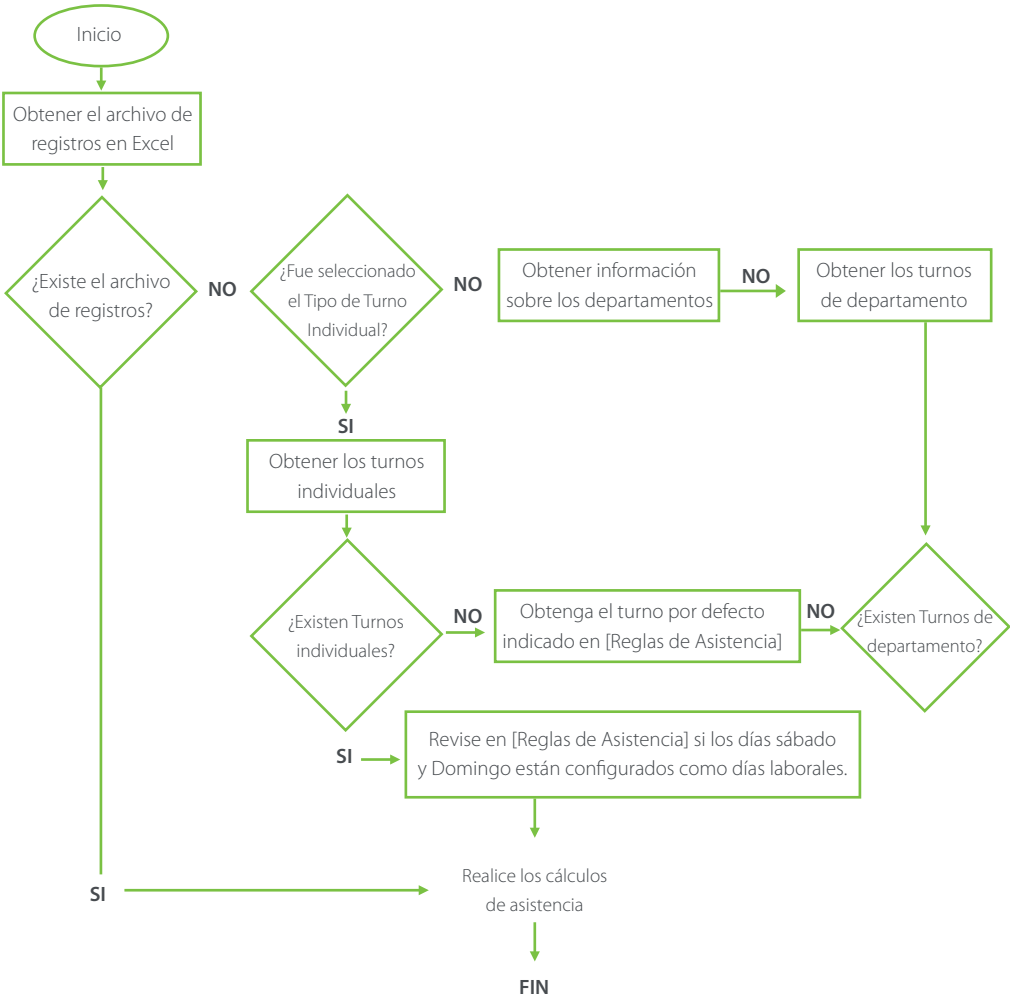 Inicio
Obtener el archivo de
registros en Excel
¿Existe el archivo
de registros?
NO
¿Fue seleccionado
el Tipo de Turno
Individual?
NO
Obtener información
sobre los departamentos
NO
Obtener los turnos
de departamento
SI
Obtener los turnos
individuales
¿Existen Turnos
individuales?
NO
Obtenga el turno por defecto
indicado en [Reglas de Asistencia]
NO
¿Existen Turnos de
departamento?
SI
Revise en [Reglas de Asistencia] si los días sábado
y Domingo están configurados como días laborales.
SI
Realice los cálculos
de asistencia
FIN